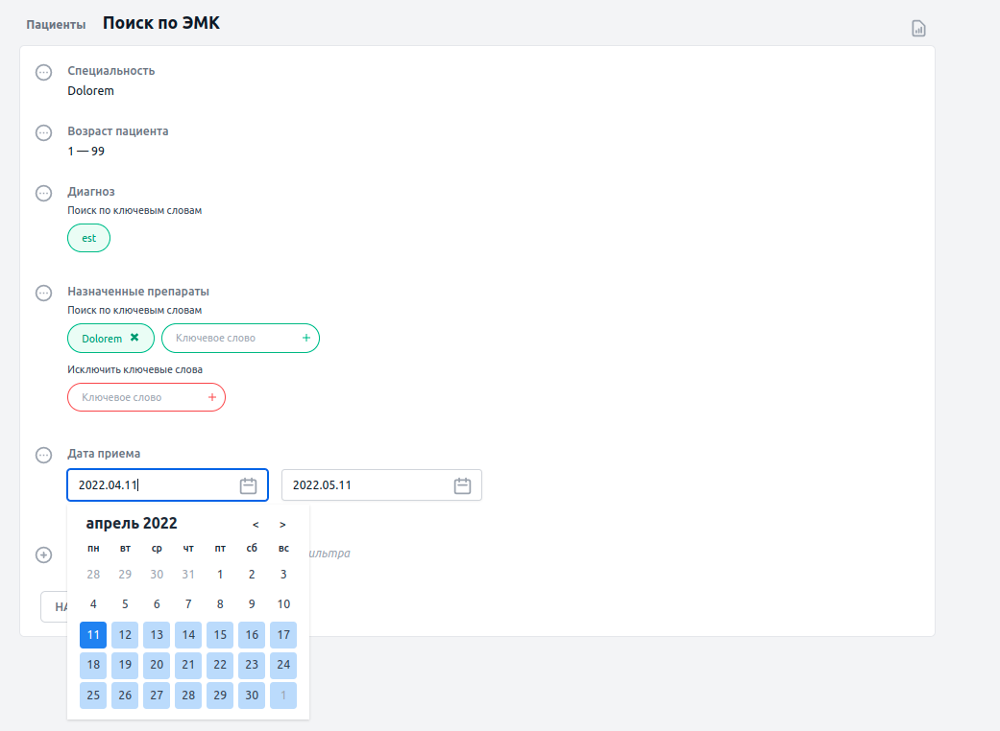 Пациенты Поиск по ЭМК
Специальность
Dolorem
Возраст пациента
1 — 99
Диагноз
Поиск по ключевым словам
est
Назначенные препараты
Поиск по ключевым словам
Dolorem ✖ Ключевое слово +
Исключить ключевые слова
Ключевое слово +
Дата приема
2022.04.11 2022.05.11
апрель 2022 < >
пн вт ср чт пт сб вс
28 29 30 31 1 2 3
4 5 6 7 8 9 10
11 12 13 14 15 16 17
18 19 20 21 22 23 24
25 26 27 28 29 30 1